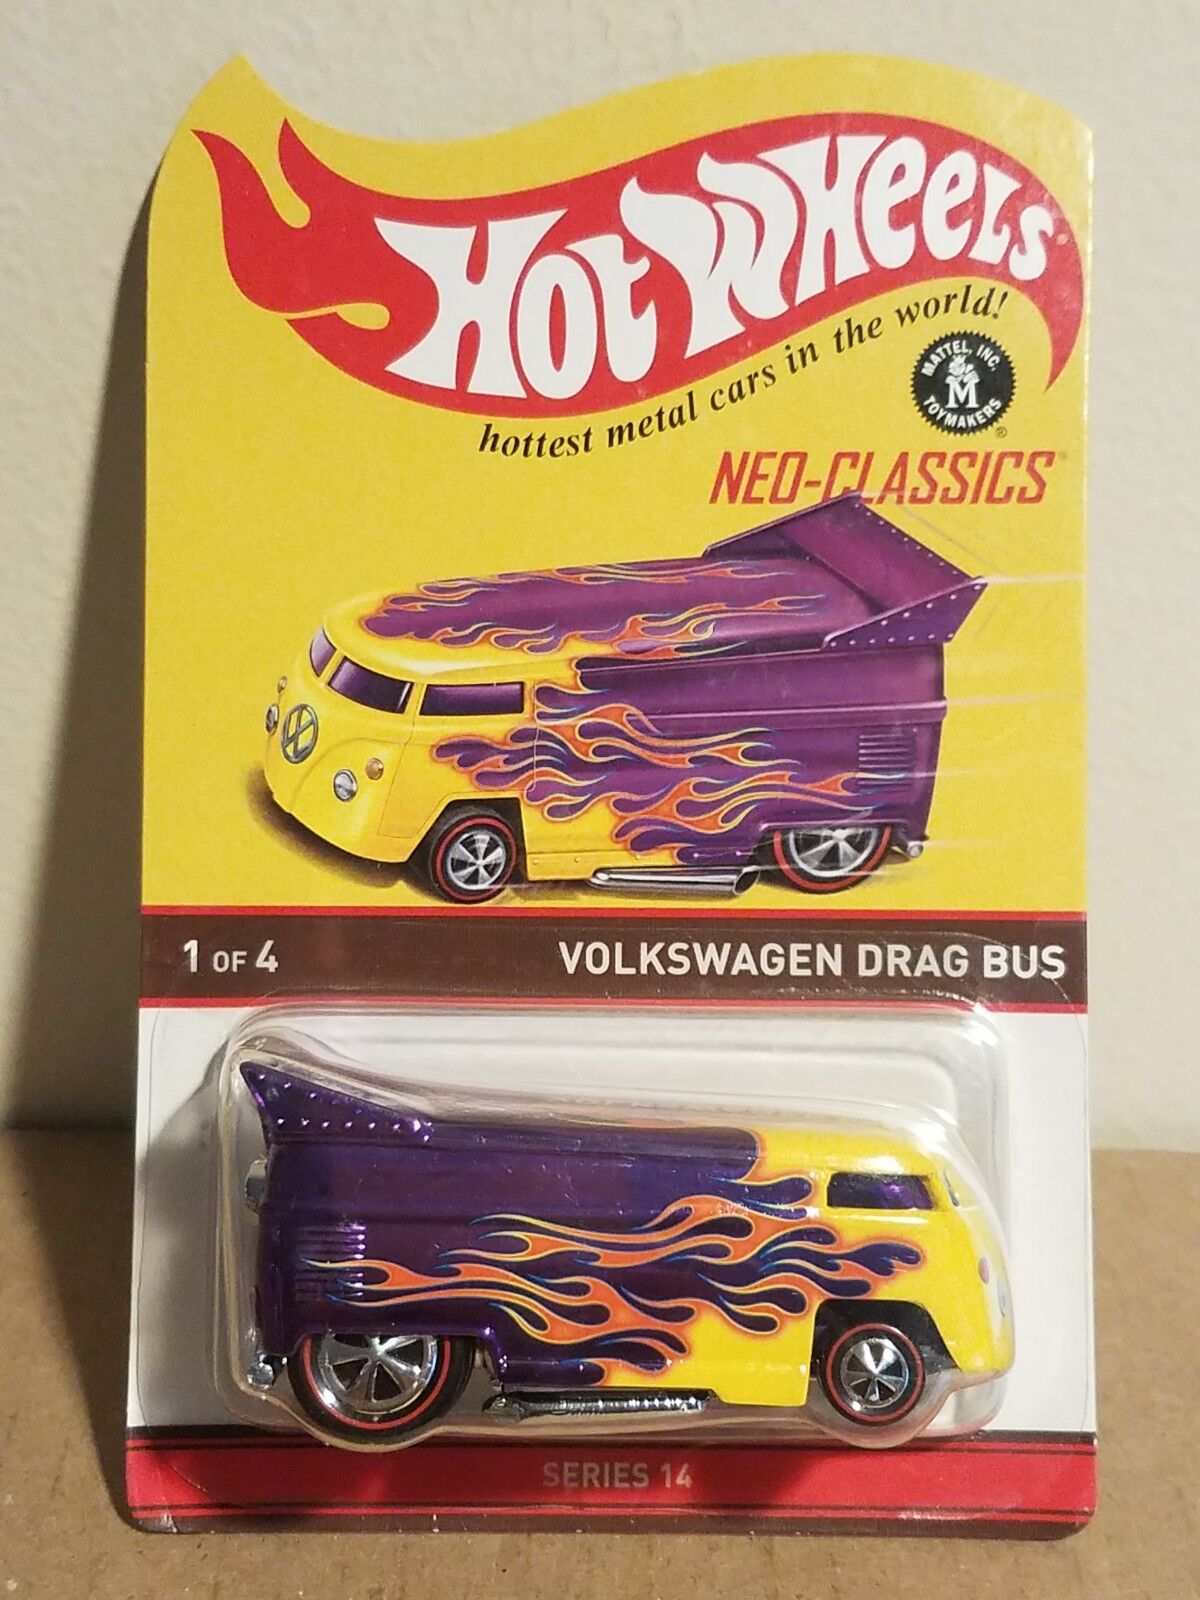 HOT WHEELS
hottest metal cars in the world!
MATTEL, INC.
M
TOYMAKERS
®
NEO-CLASSICS
1 OF 4
VOLKSWAGEN DRAG BUS
SERIES 14